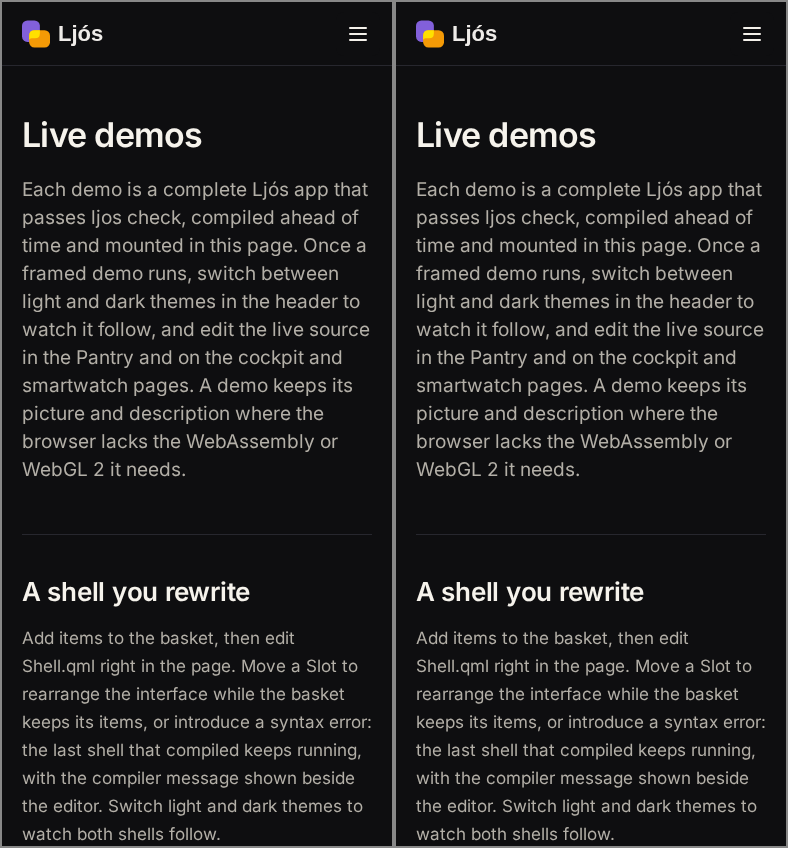 Ljós
Live demos
Each demo is a complete Ljós app that
passes ljos check, compiled ahead of
time and mounted in this page. Once a
framed demo runs, switch between
light and dark themes in the header to
watch it follow, and edit the live source
in the Pantry and on the cockpit and
smartwatch pages. A demo keeps its
picture and description where the
browser lacks the WebAssembly or
WebGL 2 it needs.
A shell you rewrite
Add items to the basket, then edit
Shell.qml right in the page. Move a Slot to
rearrange the interface while the basket
keeps its items, or introduce a syntax error:
the last shell that compiled keeps running,
with the compiler message shown beside
the editor. Switch light and dark themes to
watch both shells follow.
Ljós
Live demos
Each demo is a complete Ljós app that
passes ljos check, compiled ahead of
time and mounted in this page. Once a
framed demo runs, switch between
light and dark themes in the header to
watch it follow, and edit the live source
in the Pantry and on the cockpit and
smartwatch pages. A demo keeps its
picture and description where the
browser lacks the WebAssembly or
WebGL 2 it needs.
A shell you rewrite
Add items to the basket, then edit
Shell.qml right in the page. Move a Slot to
rearrange the interface while the basket
keeps its items, or introduce a syntax error:
the last shell that compiled keeps running,
with the compiler message shown beside
the editor. Switch light and dark themes to
watch both shells follow.